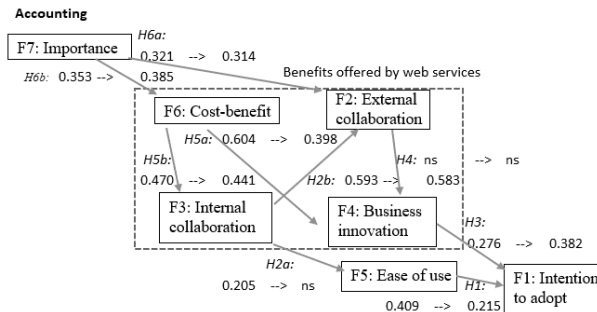 Accounting
H6a:
F7: Importance
0.321 --> 0.314
H6b: 0.353 --> 0.385
Benefits offered by web services
F6: Cost-benefit
F2: External
collaboration
H5a: 0.604 --> 0.398
H5b:
H4: ns --> ns
0.470 --> 0.441
H2b: 0.593 --> 0.583
F3: Internal
collaboration
F4: Business
innovation
H3:
0.276 --> 0.382
H2a:
F5: Ease of use
H1:
F1: Intention
to adopt
0.205 --> ns
0.409 --> 0.215